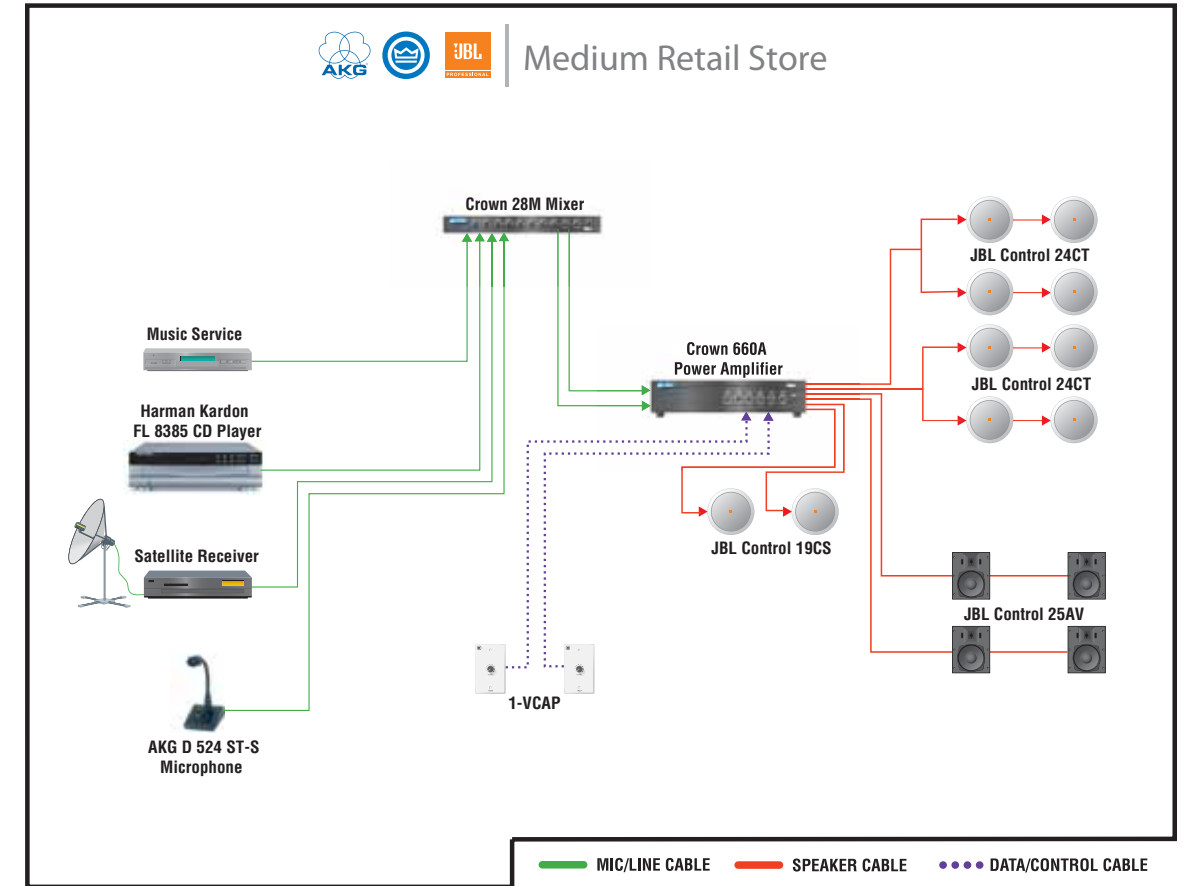 AKG
JBL
PROFESSIONAL
Medium Retail Store
Crown 28M Mixer
JBL Control 24CT
Music Service
Crown 660A
Power Amplifier
JBL Control 24CT
Harman Kardon
FL 8385 CD Player
Satellite Receiver
JBL Control 19CS
JBL Control 25AV
1-VCAP
AKG D 524 ST-S
Microphone
MIC/LINE CABLE
SPEAKER CABLE
DATA/CONTROL CABLE